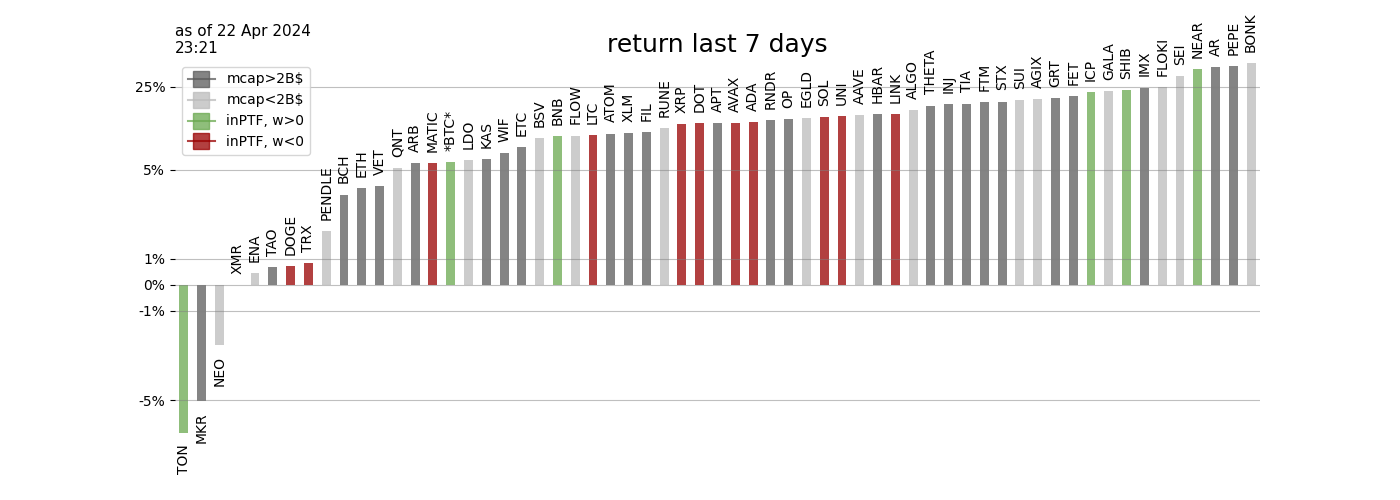 as of 22 Apr 2024
23:21
return last 7 days
mcap>2B$
mcap<2B$
inPTF, w>0
inPTF, w<0
25%
5%
1%
0%
-1%
-5%
TON
MKR
NEO
XMR
ENA
TAO
DOGE
TRX
PENDLE
BCH
ETH
VET
QNT
ARB
MATIC
*BTC*
LDO
KAS
WIF
ETC
BSV
BNB
FLOW
LTC
ATOM
XLM
FIL
RUNE
XRP
DOT
APT
AVAX
ADA
RNDR
OP
EGLD
SOL
UNI
AAVE
HBAR
LINK
ALGO
THETA
INJ
TIA
FTM
STX
SUI
AGIX
GRT
FET
ICP
GALA
SHIB
IMX
FLOKI
SEI
NEAR
AR
PEPE
BONK